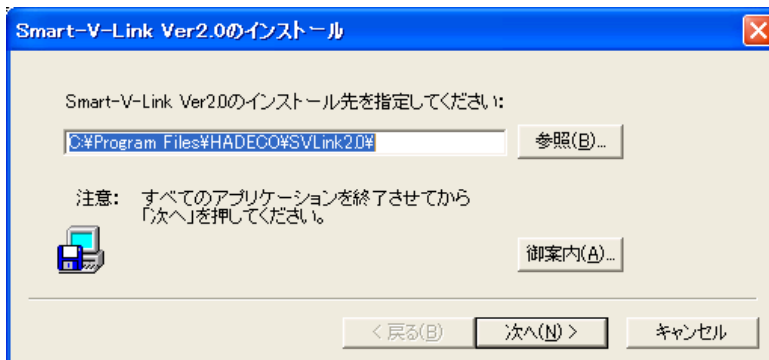 Smart-V-Link Ver2.0のインストール
Smart-V-Link Ver2.0のインストール先を指定してください:
C:¥Program Files¥HADECO¥SVLink2.0¥
参照(B)...
注意: すべてのアプリケーションを終了させてから
「次へ」を押してください。
御案内(A)...
< 戻る(B)
次へ(N) >
キャンセル